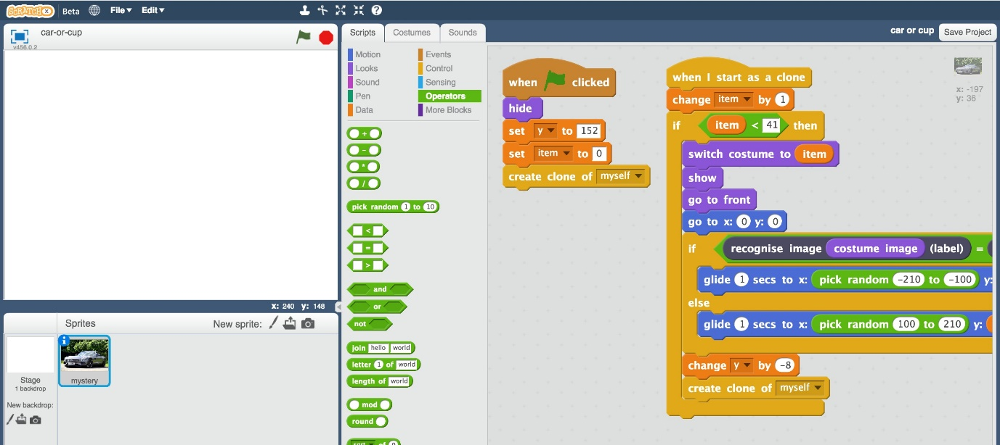 SCRATCHX Beta File▼ Edit▼
car-or-cup
v456.0.2
Scripts Costumes Sounds
car or cup Save Project
Motion Events
Looks Control
Sound Sensing
Pen Operators
Data More Blocks
+
-
*
/
pick random 1 to 10
<
=
>
and
or
not
join hello world
letter 1 of world
length of world
mod
round
x: 240 y: 148
Sprites New sprite:
Stage
1 backdrop
New backdrop:
mystery
when clicked
hide
set y to 152
set item to 0
create clone of myself
when I start as a clone
change item by 1
if item < 41 then
switch costume to item
show
go to front
go to x: 0 y: 0
if recognise image costume image (label) =
glide 1 secs to x: pick random -210 to -100 y:
else
glide 1 secs to x: pick random 100 to 210 y:
change y by -8
create clone of myself
x: -197
y: 36